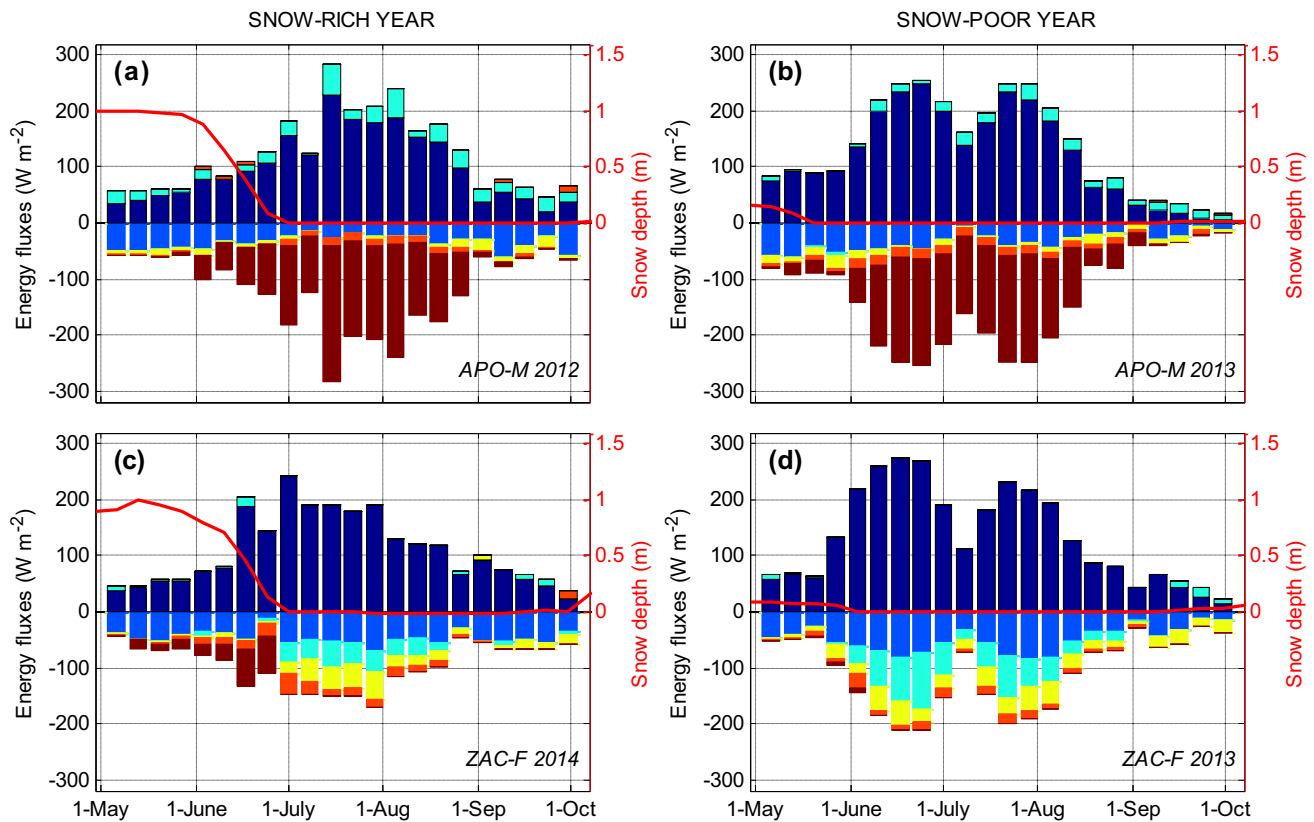 SNOW-RICH YEAR
SNOW-POOR YEAR
(a)
300
200
100
0
-100
-200
-300
Energy fluxes (W m-2)
1.5
1
0.5
0
Snow depth (m)
APO-M 2012
(b)
300
200
100
0
-100
-200
-300
Energy fluxes (W m-2)
1.5
1
0.5
0
Snow depth (m)
APO-M 2013
(c)
300
200
100
0
-100
-200
-300
Energy fluxes (W m-2)
1.5
1
0.5
0
Snow depth (m)
ZAC-F 2014
1-May 1-June 1-July 1-Aug 1-Sep 1-Oct
(d)
300
200
100
0
-100
-200
-300
Energy fluxes (W m-2)
1.5
1
0.5
0
Snow depth (m)
ZAC-F 2013
1-May 1-June 1-July 1-Aug 1-Sep 1-Oct